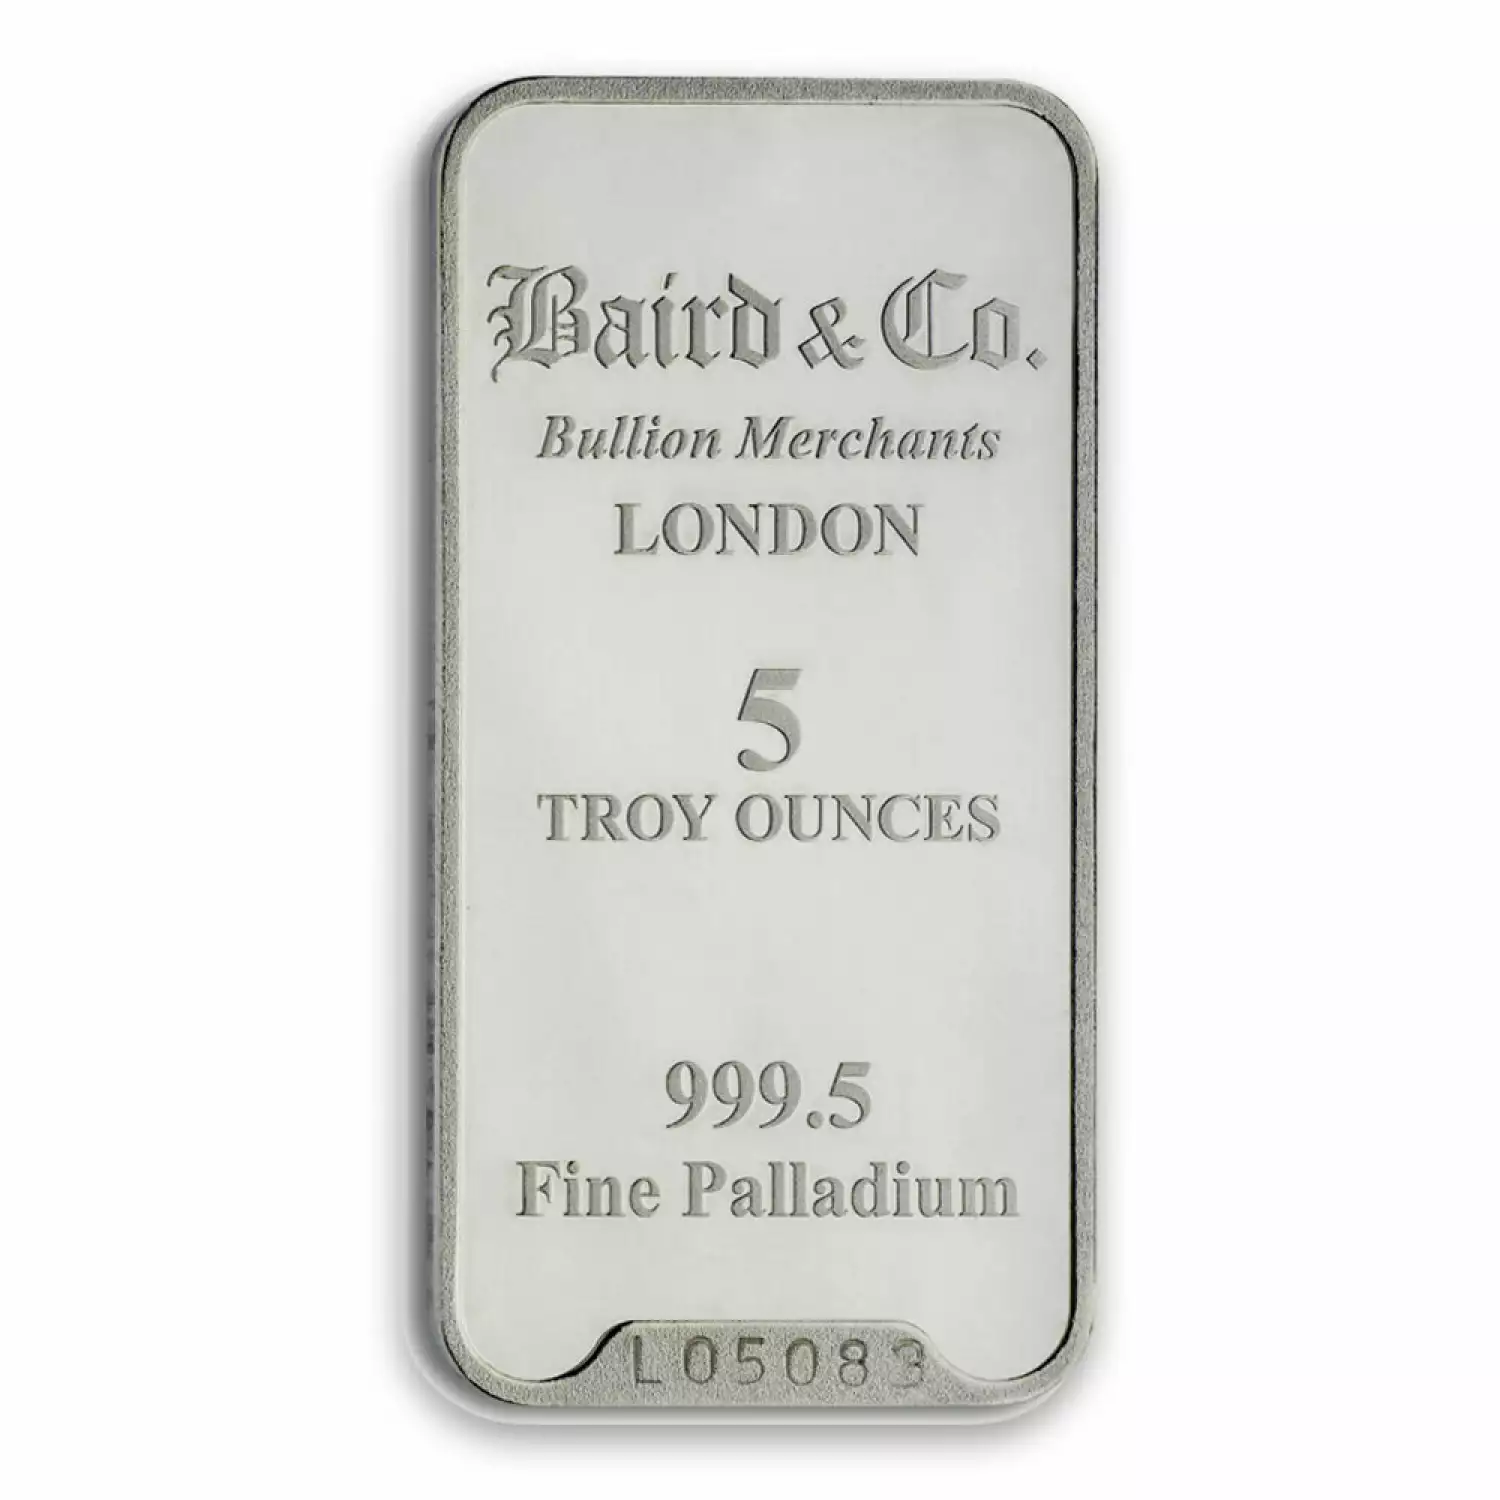 Baird & Co.
Bullion Merchants
LONDON
5
TROY OUNCES
999.5
Fine Palladium
L05083